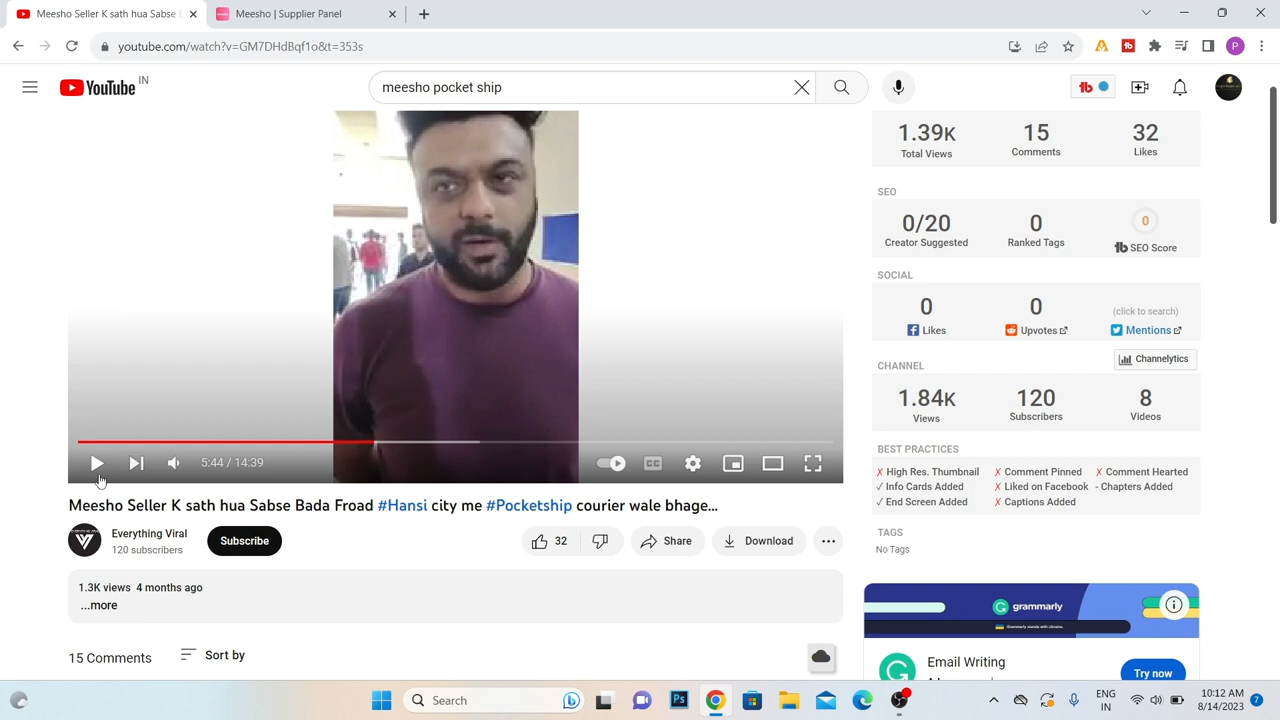 Meesho Seller K sath hua Sabse
Meesho | Supplier Panel
youtube.com/watch?v=GM7DHdBqf1o&t=353s
YouTube IN
meesho pocket ship
1.39K 15 32
Total Views Comments Likes
SEO
0/20 0 0
Creator Suggested Ranked Tags tb SEO Score
SOCIAL
0 0 (click to search)
Likes Upvotes Mentions
CHANNEL Channelytics
1.84K 120 8
Views Subscribers Videos
BEST PRACTICES
✗ High Res. Thumbnail ✗ Comment Pinned ✗ Comment Hearted
✓ Info Cards Added ✗ Liked on Facebook - Chapters Added
✓ End Screen Added ✗ Captions Added
TAGS
No Tags
5:44 / 14:39
Meesho Seller K sath hua Sabse Bada Froad #Hansi city me #Pocketship courier wale bhage...
Everything Viral
120 subscribers
Subscribe
32
Share
Download
1.3K views 4 months ago
...more
15 Comments
Sort by
grammarly
Email Writing
Try now
Search
Ps
ENG
IN
10:12 AM
8/14/2023
7